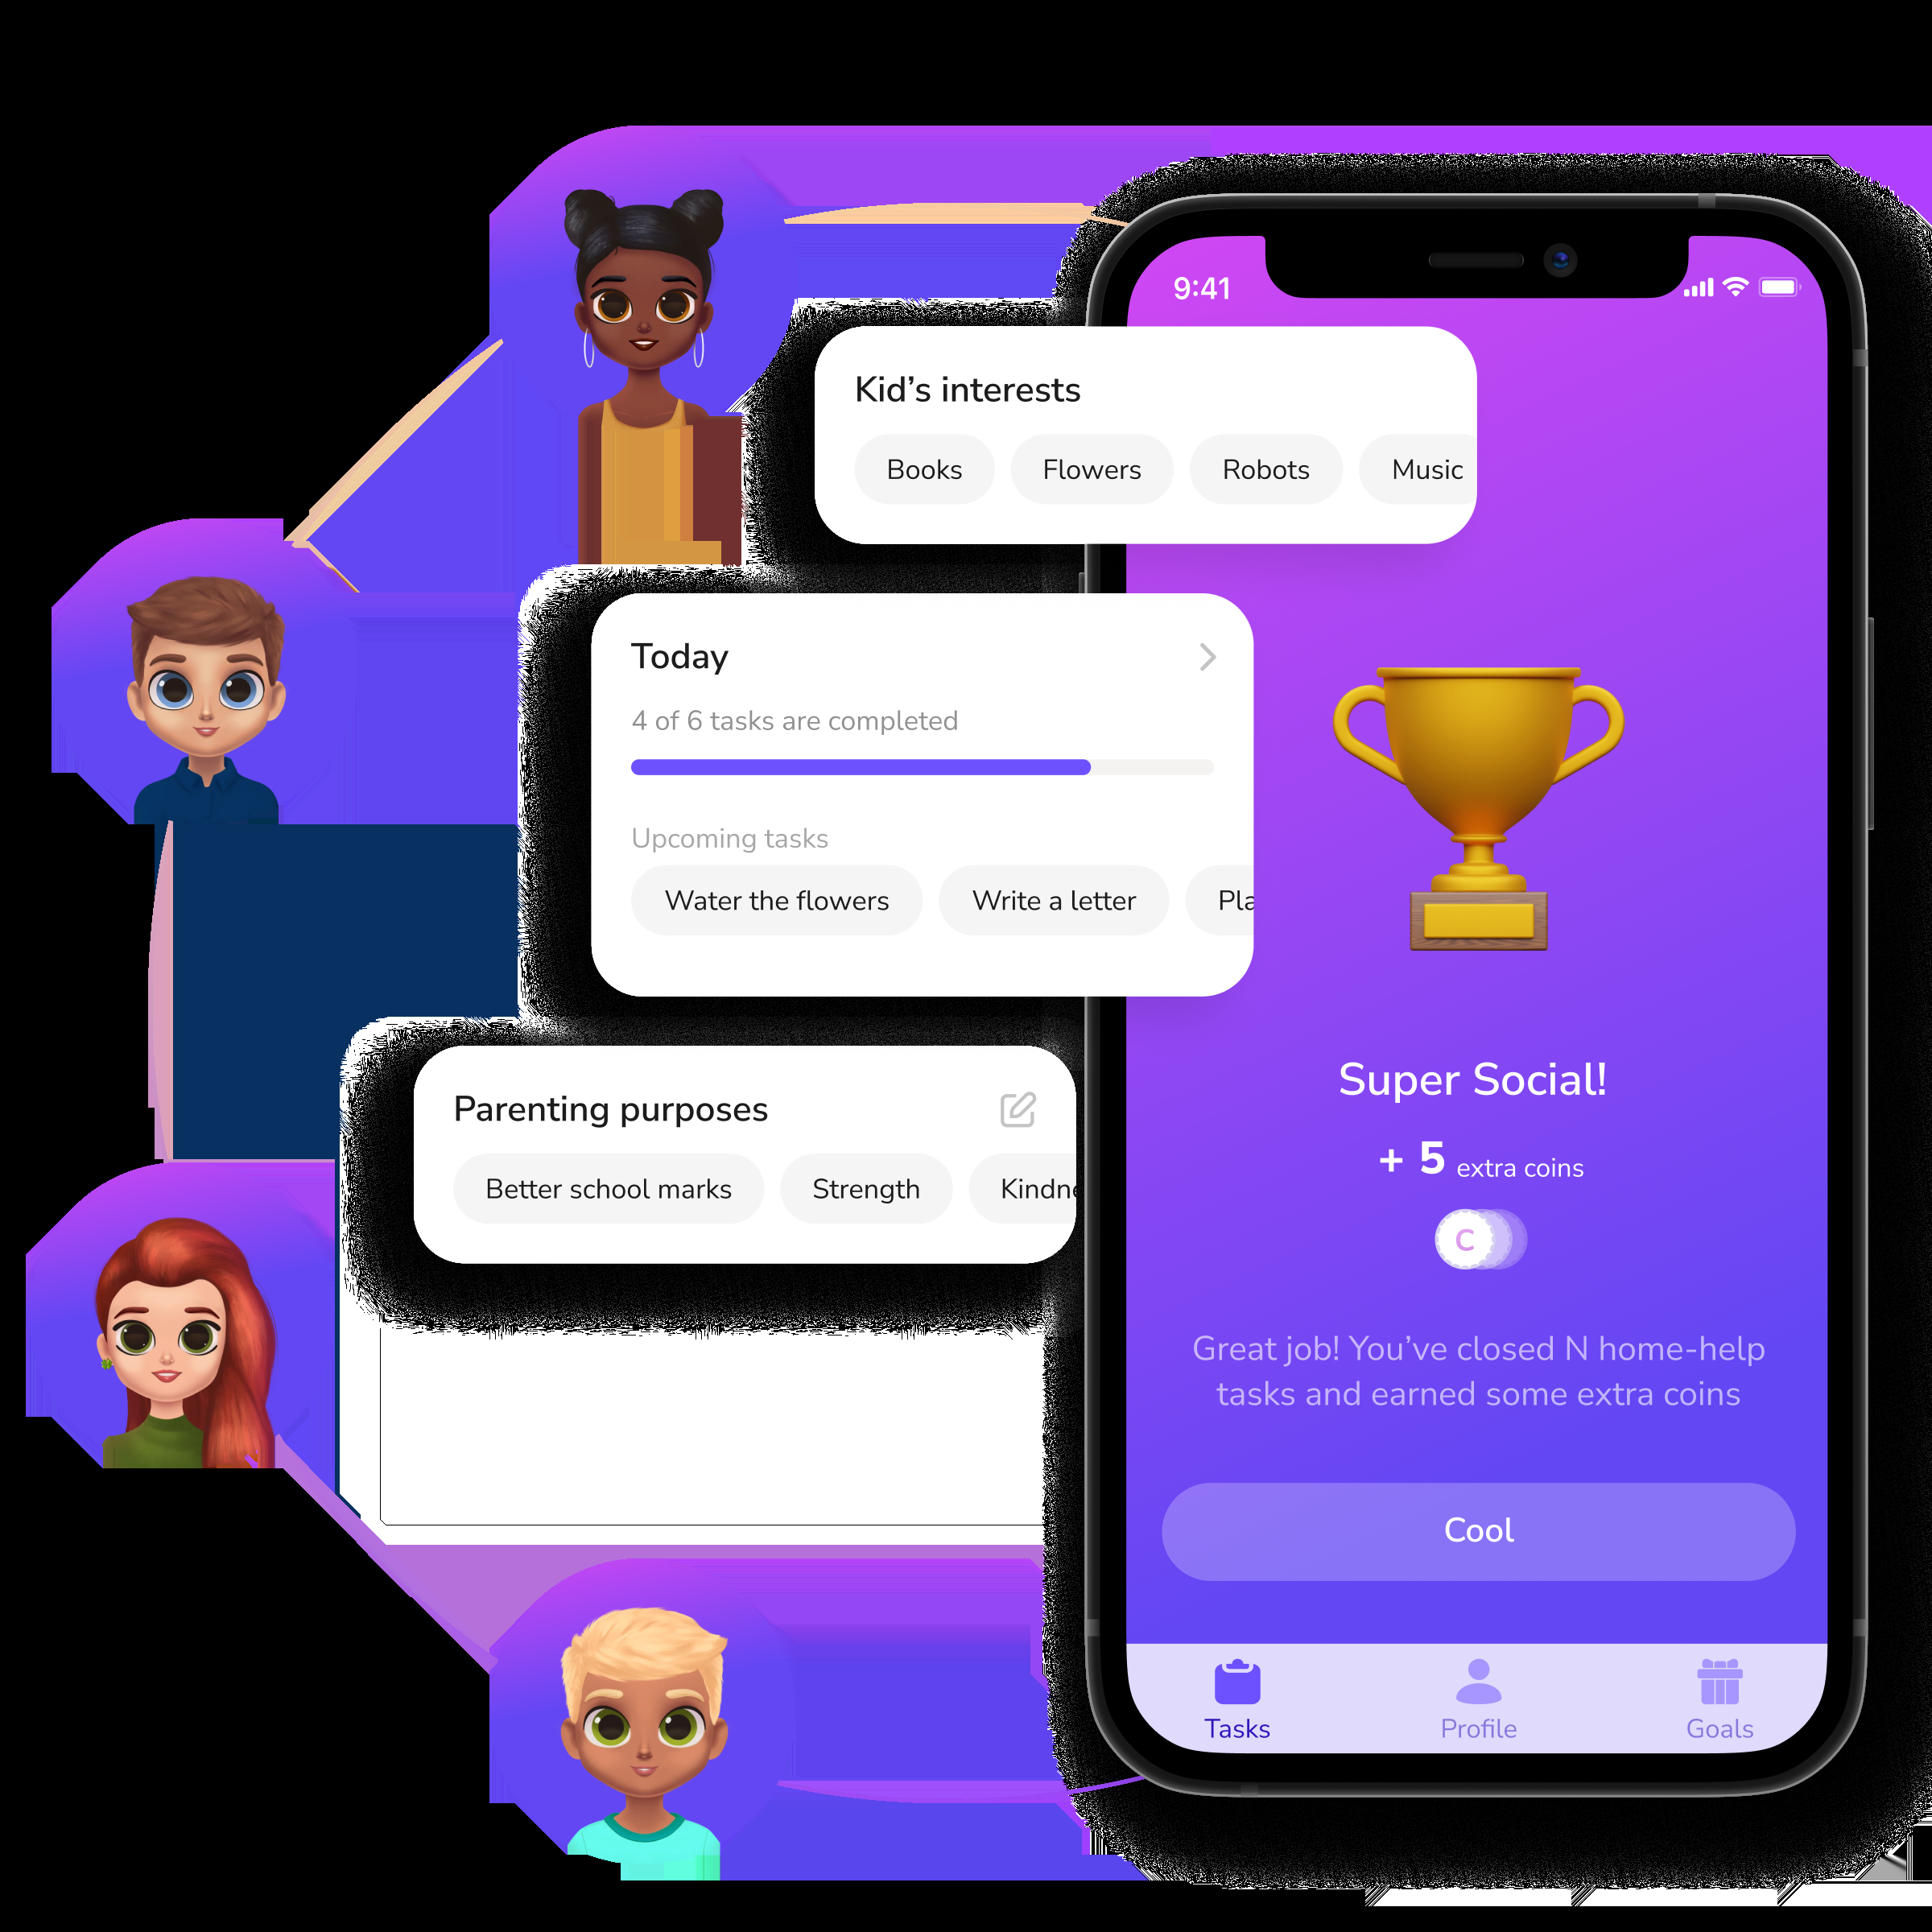 9:41
Kid’s interests
Books Flowers Robots Music
Today
4 of 6 tasks are completed
Upcoming tasks
Water the flowers Write a letter Pla
Parenting purposes
Better school marks Strength Kindne
Super Social!
+ 5 extra coins
C
Great job! You’ve closed N home-help
tasks and earned some extra coins
Cool
Tasks Profile Goals